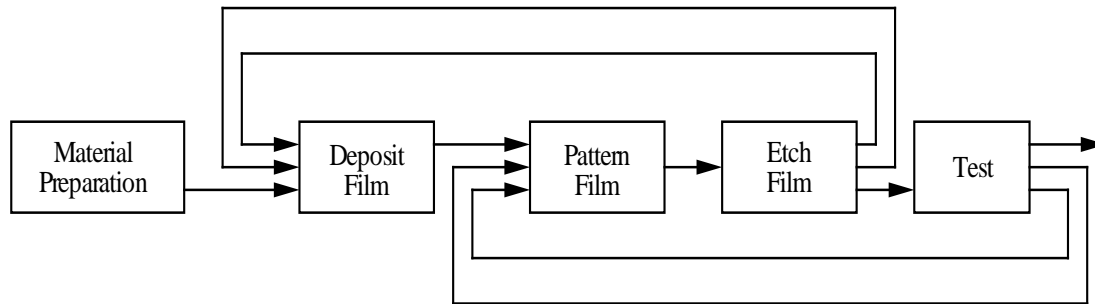 Material
Preparation
Deposit
Film
Pattern
Film
Etch
Film
Test